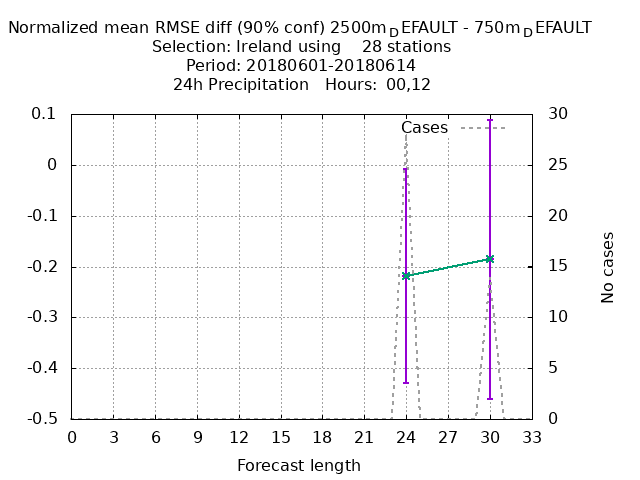 Normalized mean RMSE diff (90% conf) 2500mDEFAULT - 750mDEFAULT
Selection: Ireland using 28 stations
Period: 20180601-20180614
24h Precipitation Hours: 00,12
0.1 30
Cases
0 25
-0.1 20
-0.2 15
-0.3 10
-0.4 5
-0.5 0
No cases
0 3 6 9 12 15 18 21 24 27 30 33
Forecast length